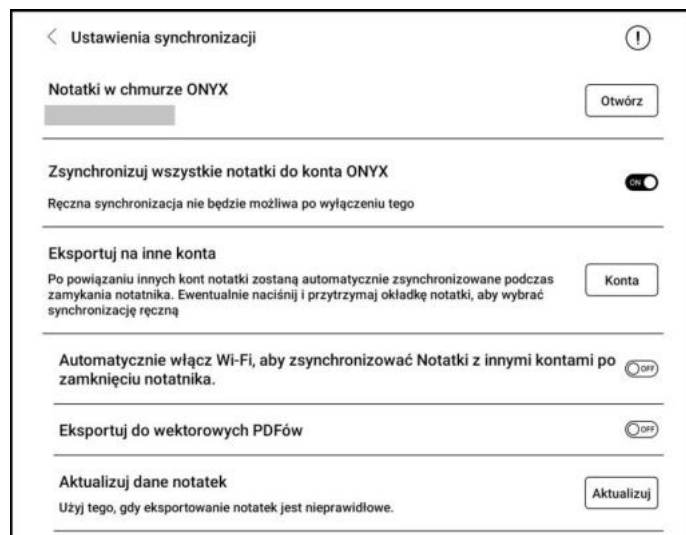 Ustawienia synchronizacji
Notatki w chmurze ONYX
Otwórz
Zsynchronizuj wszystkie notatki do konta ONYX
ON
Ręczna synchronizacja nie będzie możliwa po wyłączeniu tego
Eksportuj na inne konta
Po powiązaniu innych kont notatki zostaną automatycznie zsynchronizowane podczas
zamykania notatnika. Ewentualnie naciśnij i przytrzymaj okładkę notatki, aby wybrać
synchronizację ręczną
Konta
Automatycznie włącz Wi-Fi, aby zsynchronizować Notatki z innymi kontami po
zamknięciu notatnika.
OFF
Eksportuj do wektorowych PDFów
OFF
Aktualizuj dane notatek
Użyj tego, gdy eksportowanie notatek jest nieprawidłowe.
Aktualizuj